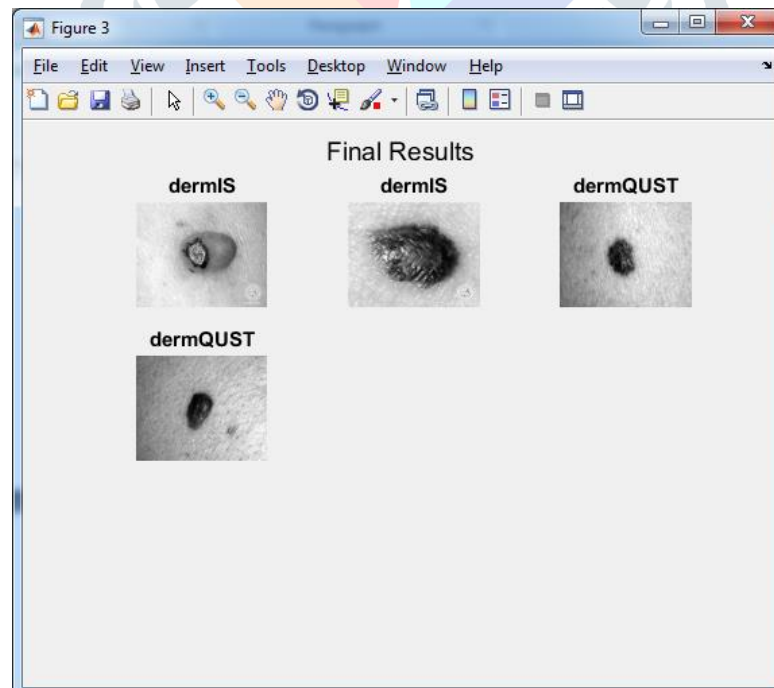 Figure 3
File Edit View Insert Tools Desktop Window Help
Final Results
dermIS dermIS dermQUST
dermQUST